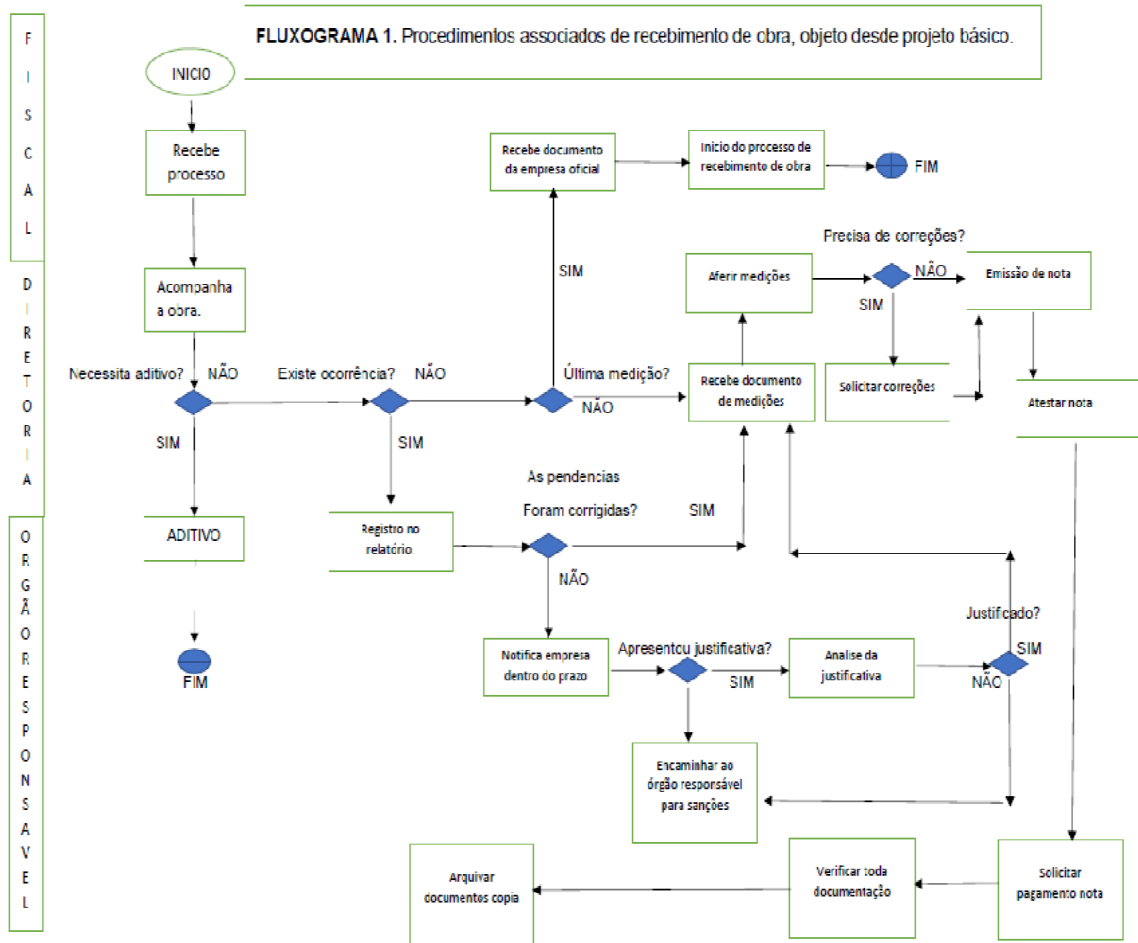 FLUXOGRAMA 1. Procedimentos associados de recebimento de obra, objeto desde projeto básico.
F
I
S
C
A
L
D
I
R
E
T
O
R
I
A
O
R
G
Ã
O
R
E
S
P
O
N
S
A
V
E
L
INICIO
Recebe
processo
Acompanha
a obra.
Necessita aditivo?
NÃO
SIM
ADITIVO
FIM
Existe ocorrência?
NÃO
SIM
Registro no
relatório
Recebe documento
da empresa oficial
Inicio do processo de
recebimento de obra
FIM
SIM
Última medição?
NÃO
Recebe documento
de medições
Aferir medições
Precisa de correções?
NÃO
SIM
Emissão de nota
Solicitar correções
Atestar nota
As pendencias
Foram corrigidas?
SIM
NÃO
Notifica empresa
dentro do prazo
Apresentou justificativa?
SIM
Analise da
justificativa
Justificado?
SIM
NÃO
Encaminhar ao
órgão responsável
para sanções
Solicitar
pagamento nota
Verificar toda
documentação
Arquivar
documentos copia